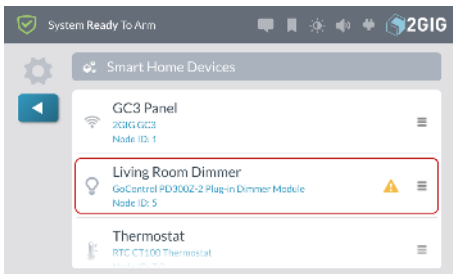 System Ready To Arm
2GIG
Smart Home Devices
GC3 Panel
2GIG GC3
Node ID: 1
Living Room Dimmer
GoControl PD300Z-2 Plug-in Dimmer Module
Node ID: 5
Thermostat
RTC CT100 Thermostat